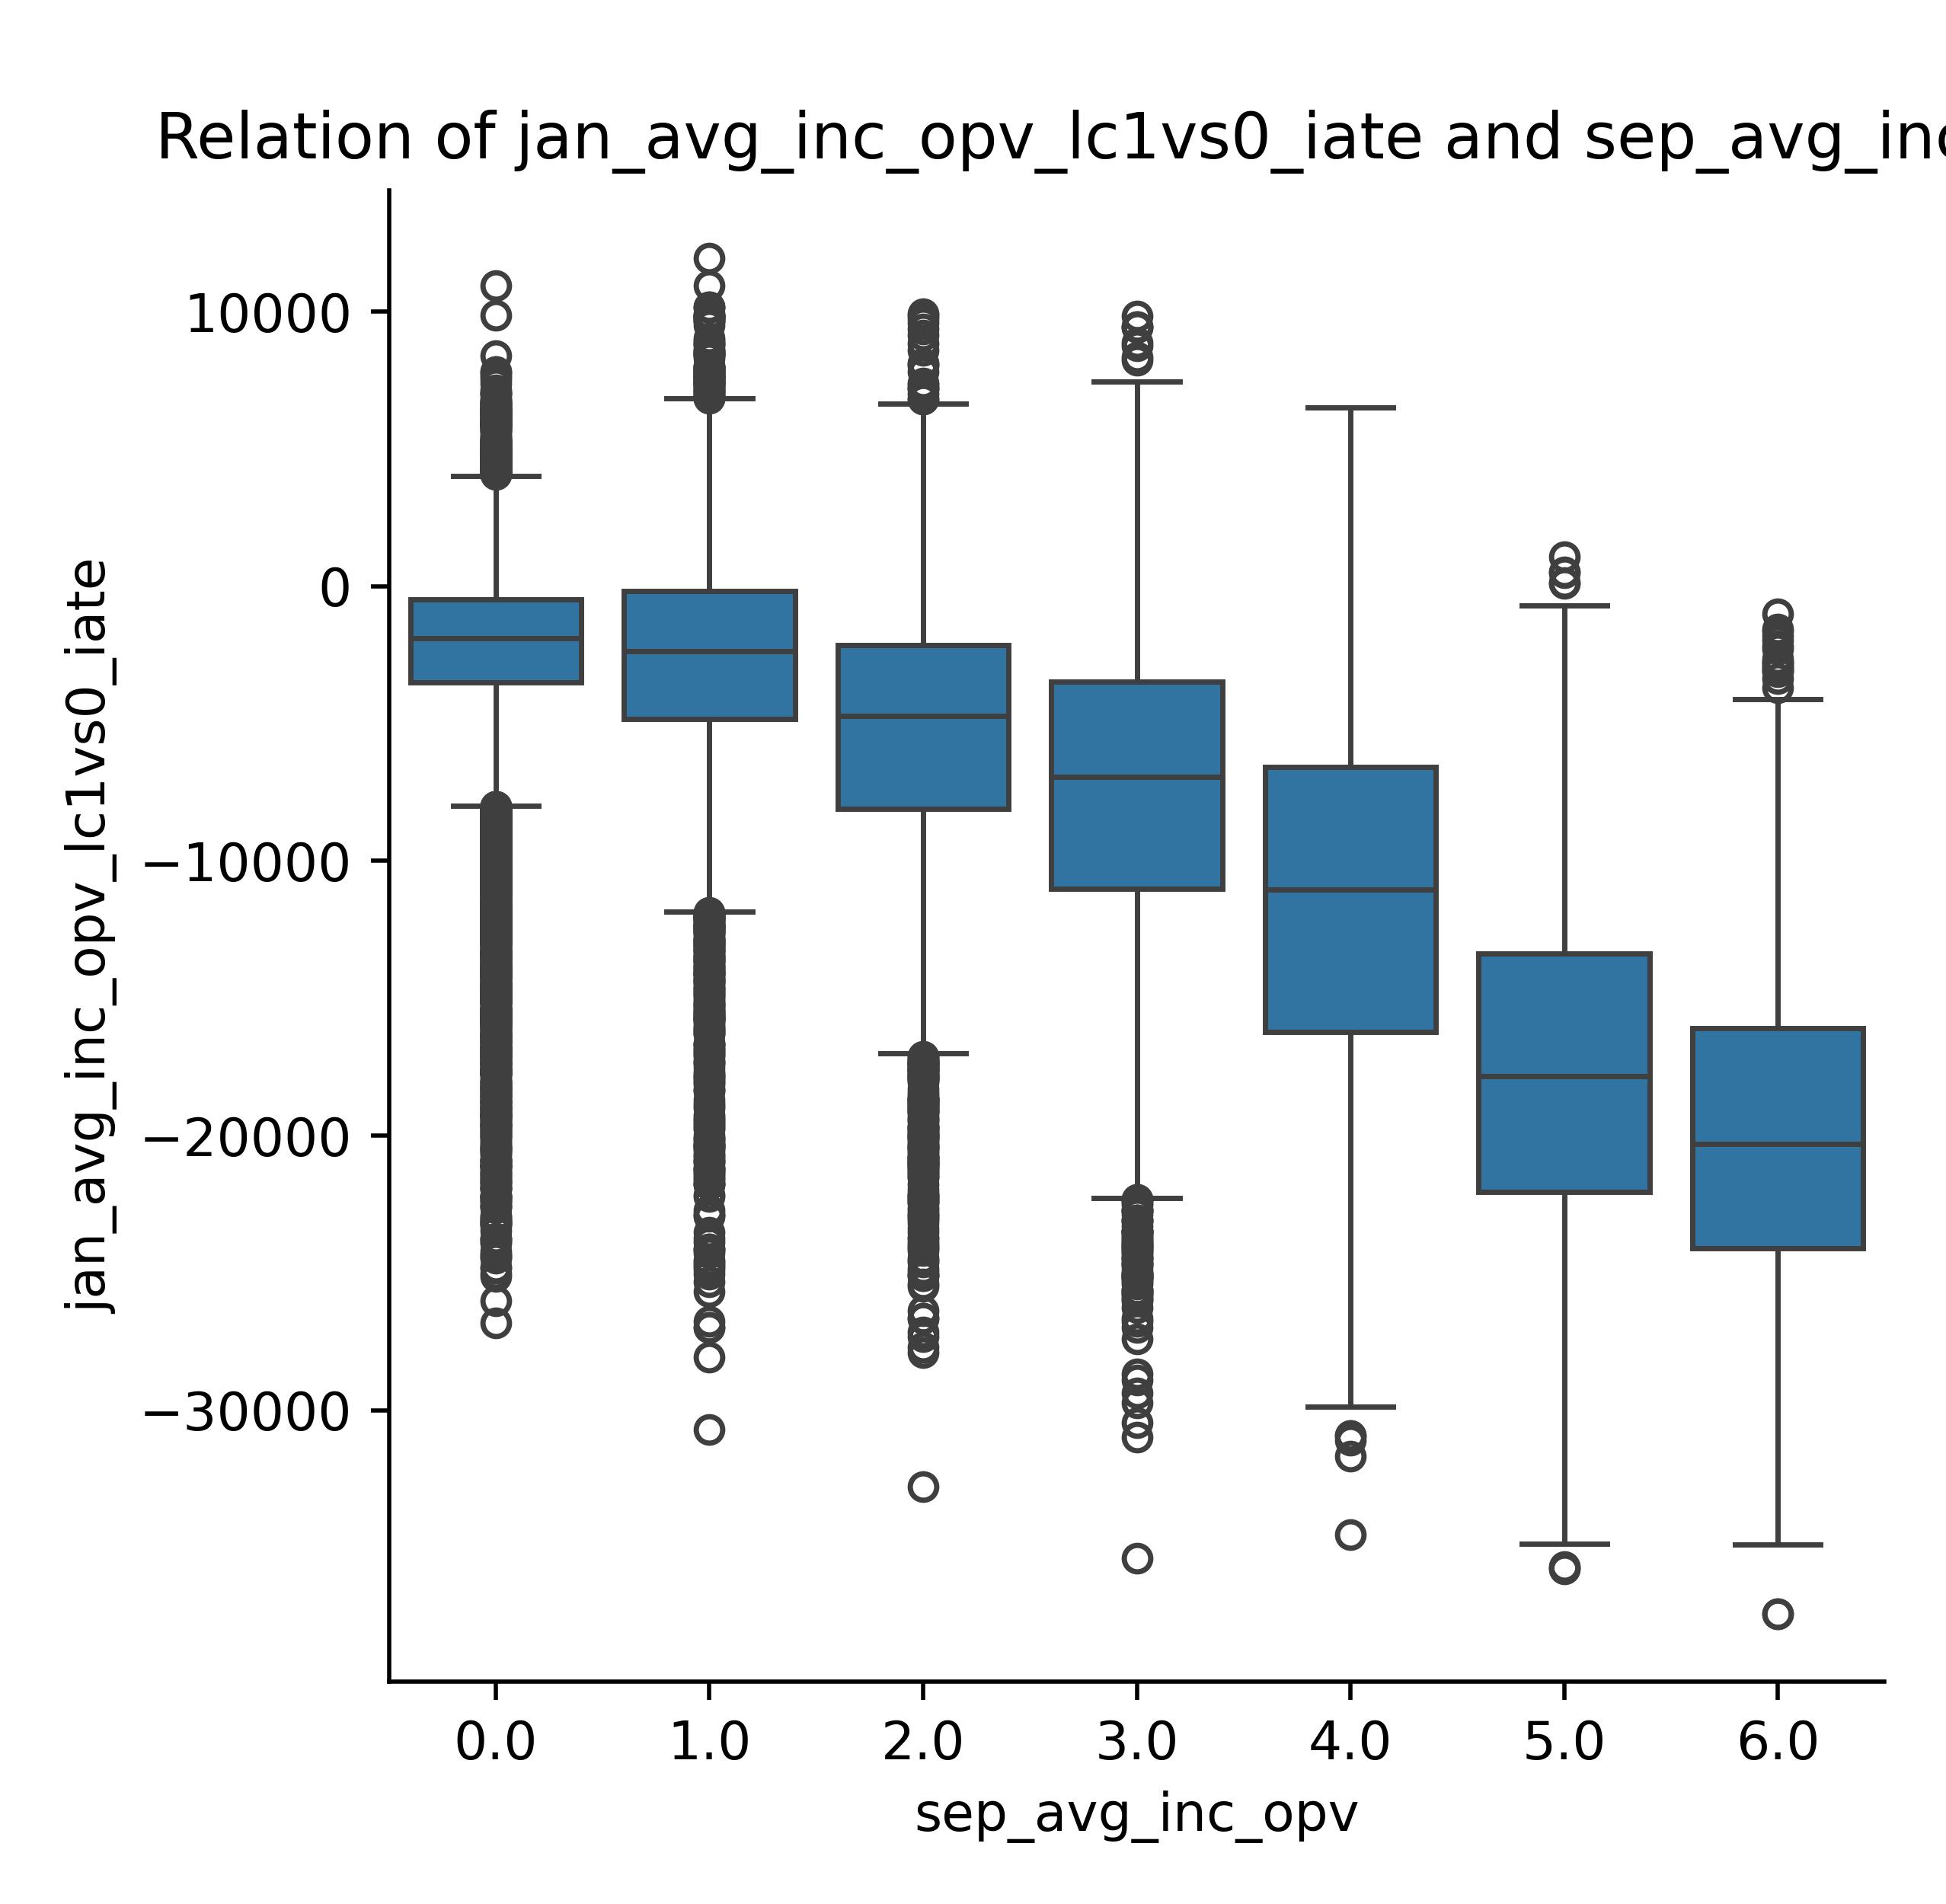 Relation of jan_avg_inc_opv_lc1vs0_iate and sep_avg_inc
jan_avg_inc_opv_lc1vs0_iate
10000
0
−10000
−20000
−30000
0.0 1.0 2.0 3.0 4.0 5.0 6.0
sep_avg_inc_opv